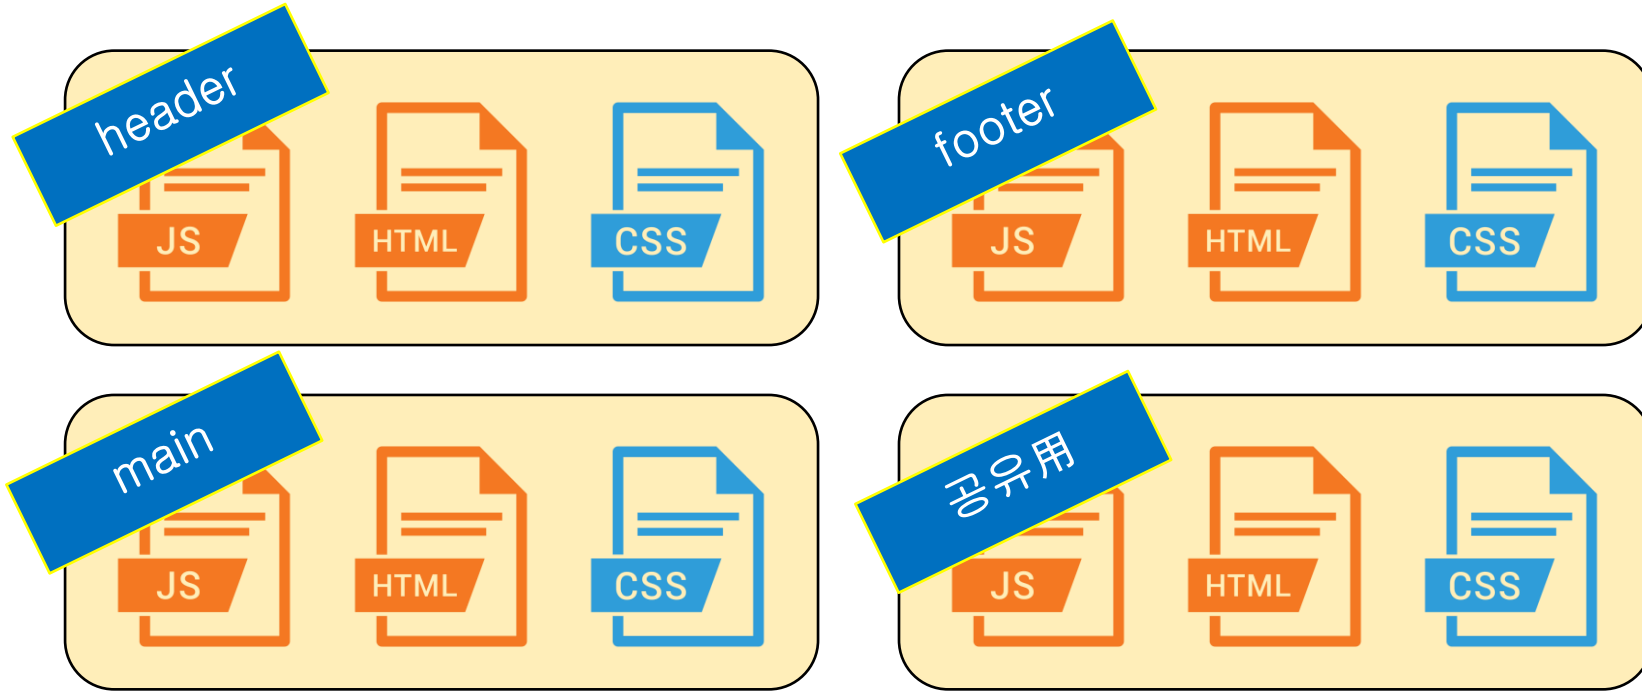 header
JS HTML CSS
footer
JS HTML CSS
main
JS HTML CSS
공유用
JS HTML CSS